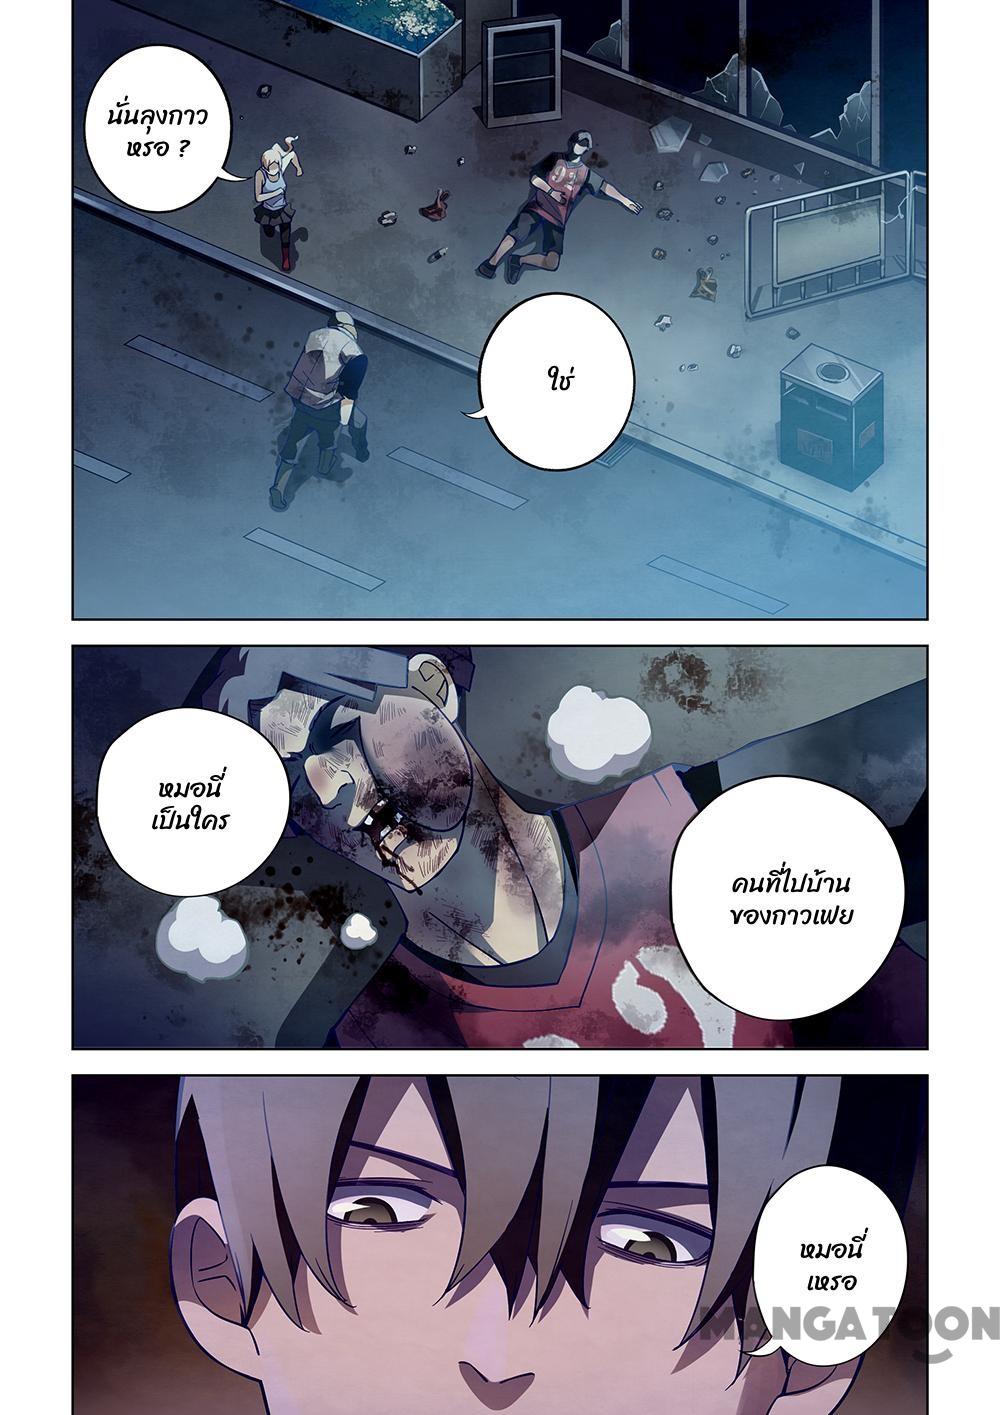 นั่นลุงกาว
หรอ ?
ใช่
หมอนี่
เป็นใคร
คนที่ไปบ้าน
ของกาวเฟย
หมอนี่
เหรอ
MANGATOON